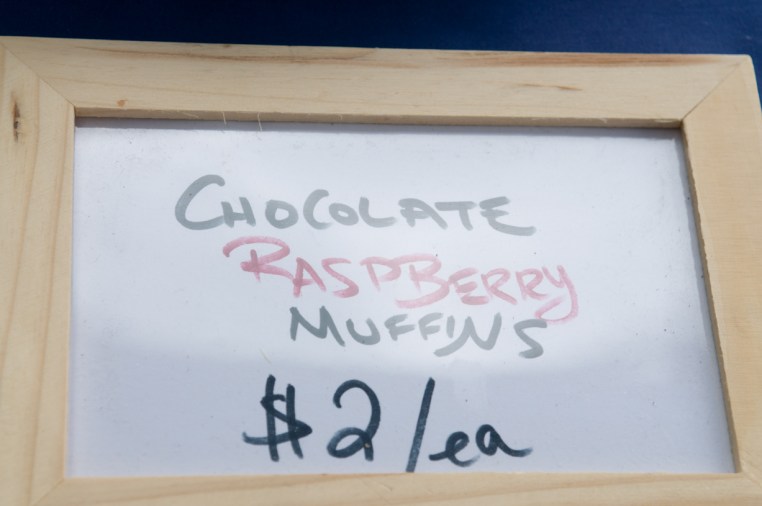 CHOCOLATE
RASPBERRY
MUFFINS
$2/ea